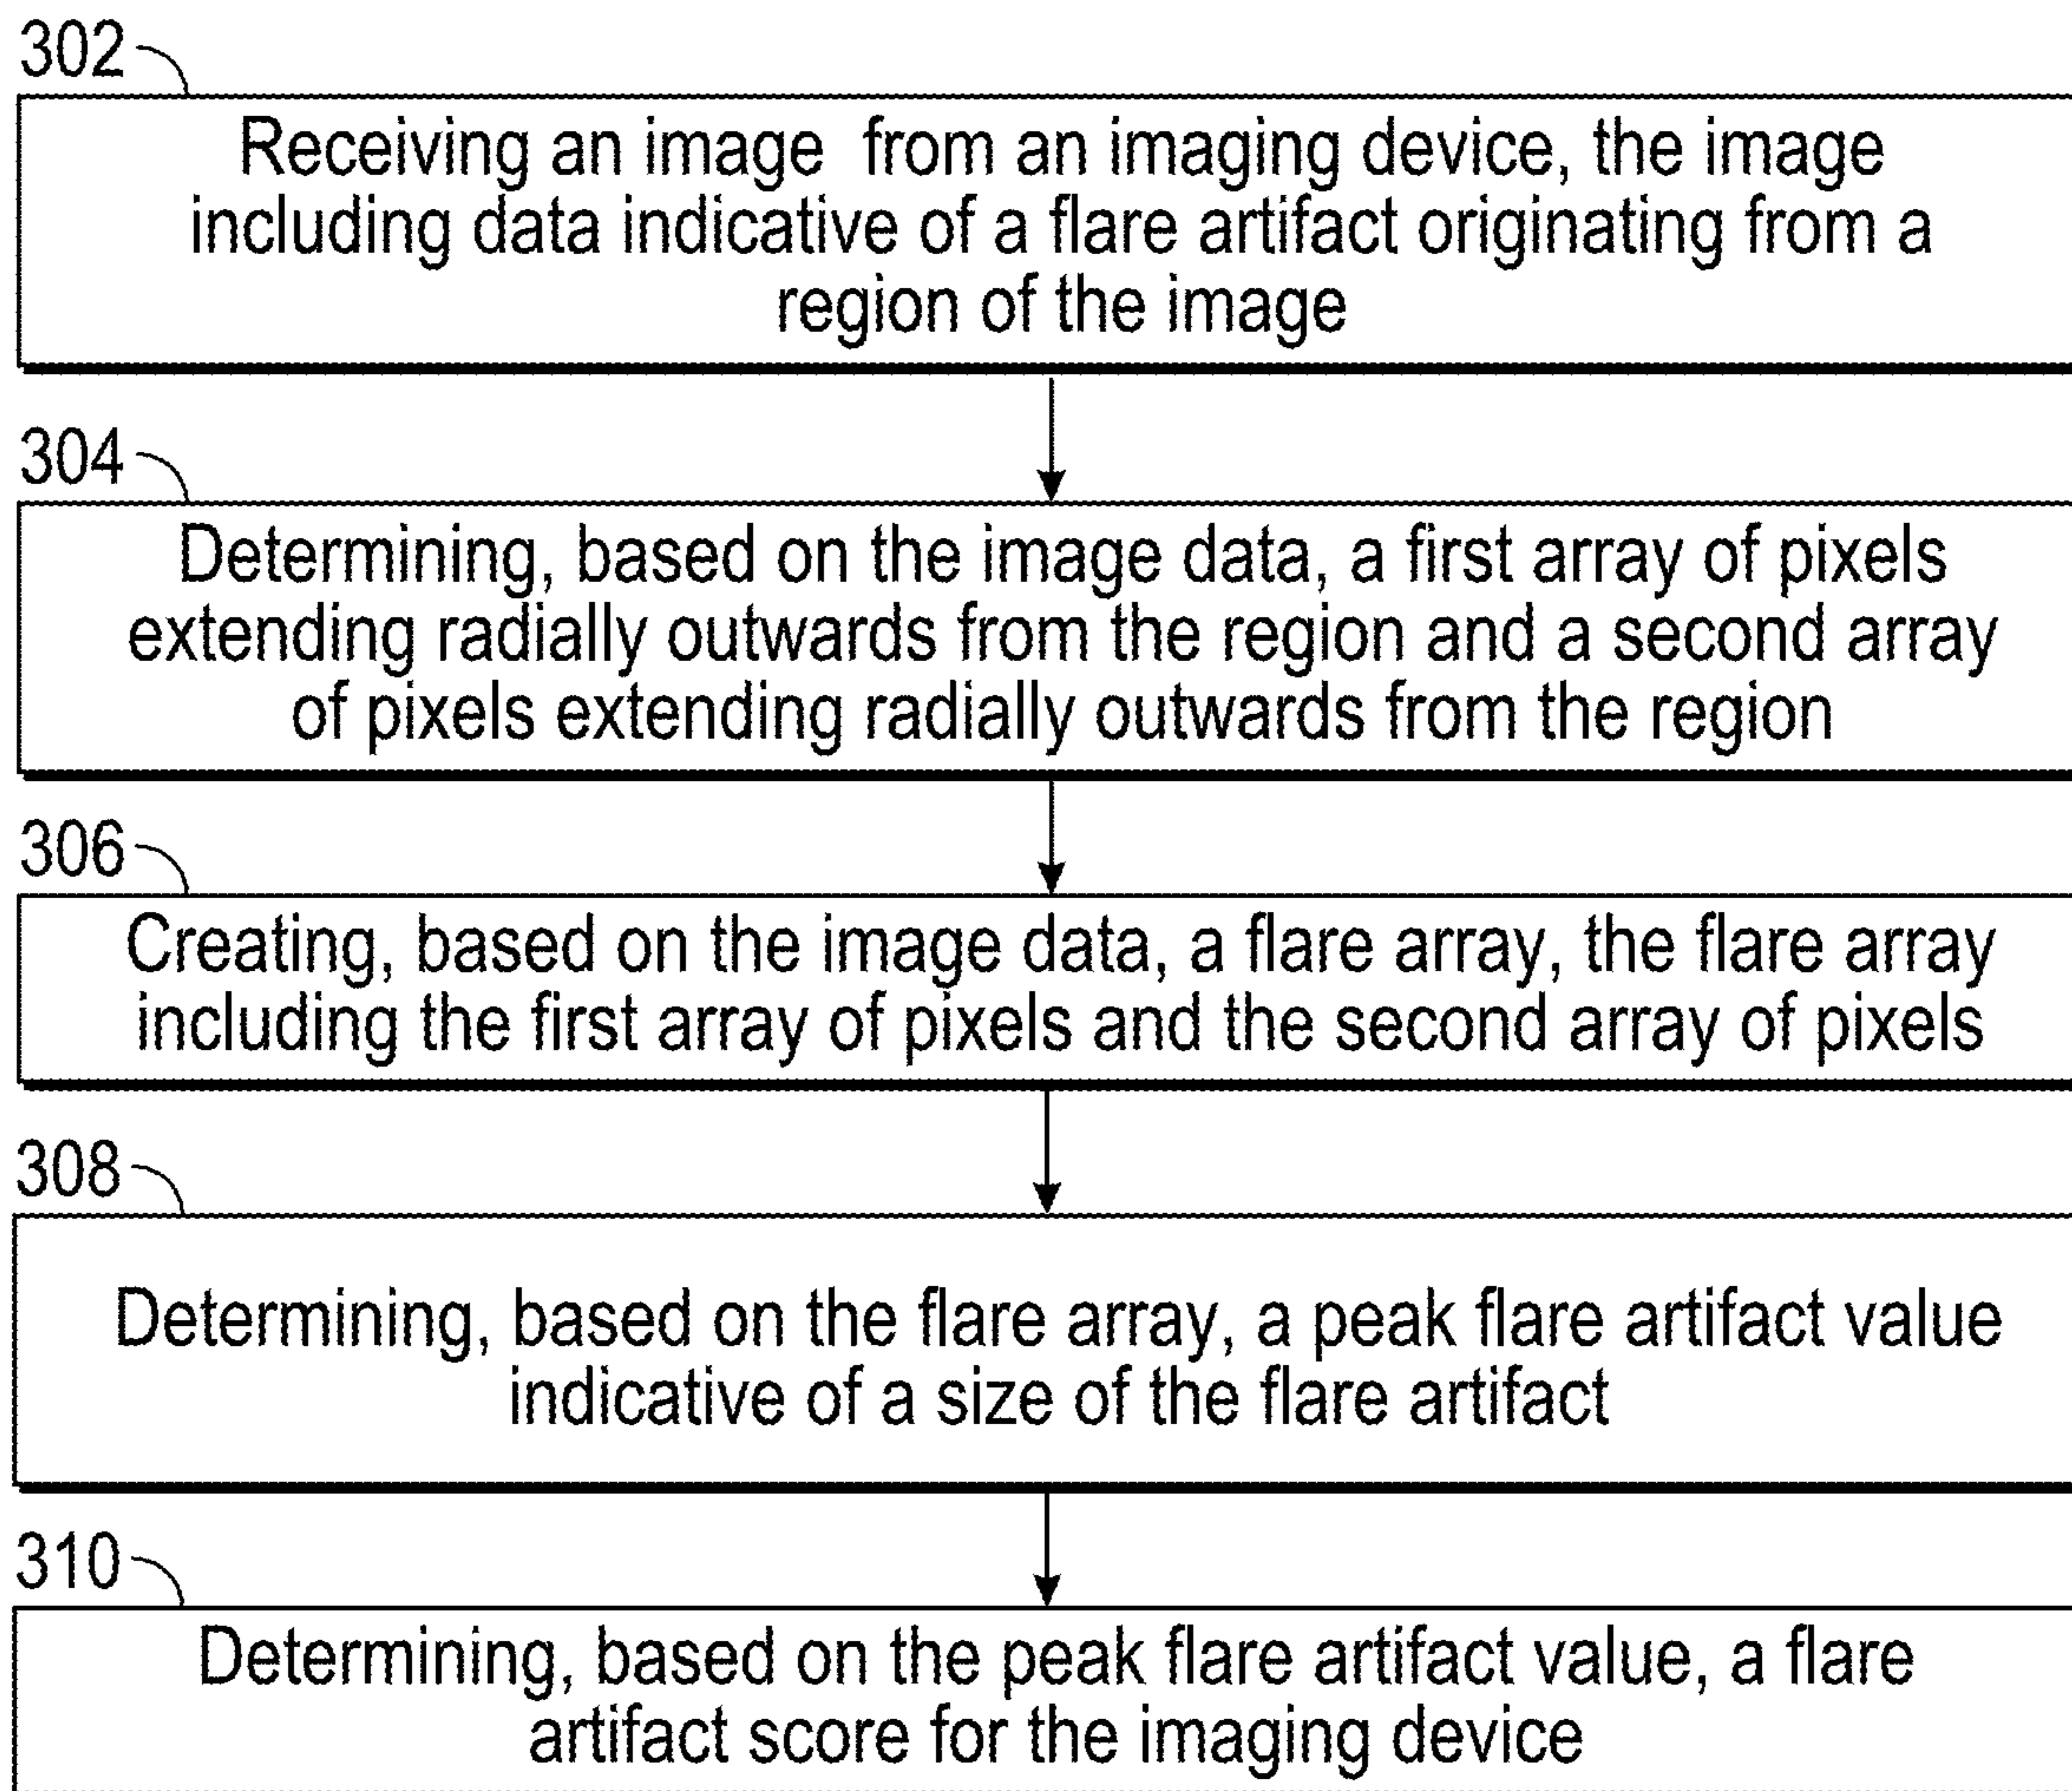 302
Receiving an image from an imaging device, the image
including data indicative of a flare artifact originating from a
region of the image
304
Determining, based on the image data, a first array of pixels
extending radially outwards from the region and a second array
of pixels extending radially outwards from the region
306
Creating, based on the image data, a flare array, the flare array
including the first array of pixels and the second array of pixels
308
Determining, based on the flare array, a peak flare artifact value
indicative of a size of the flare artifact
310
Determining, based on the peak flare artifact value, a flare
artifact score for the imaging device